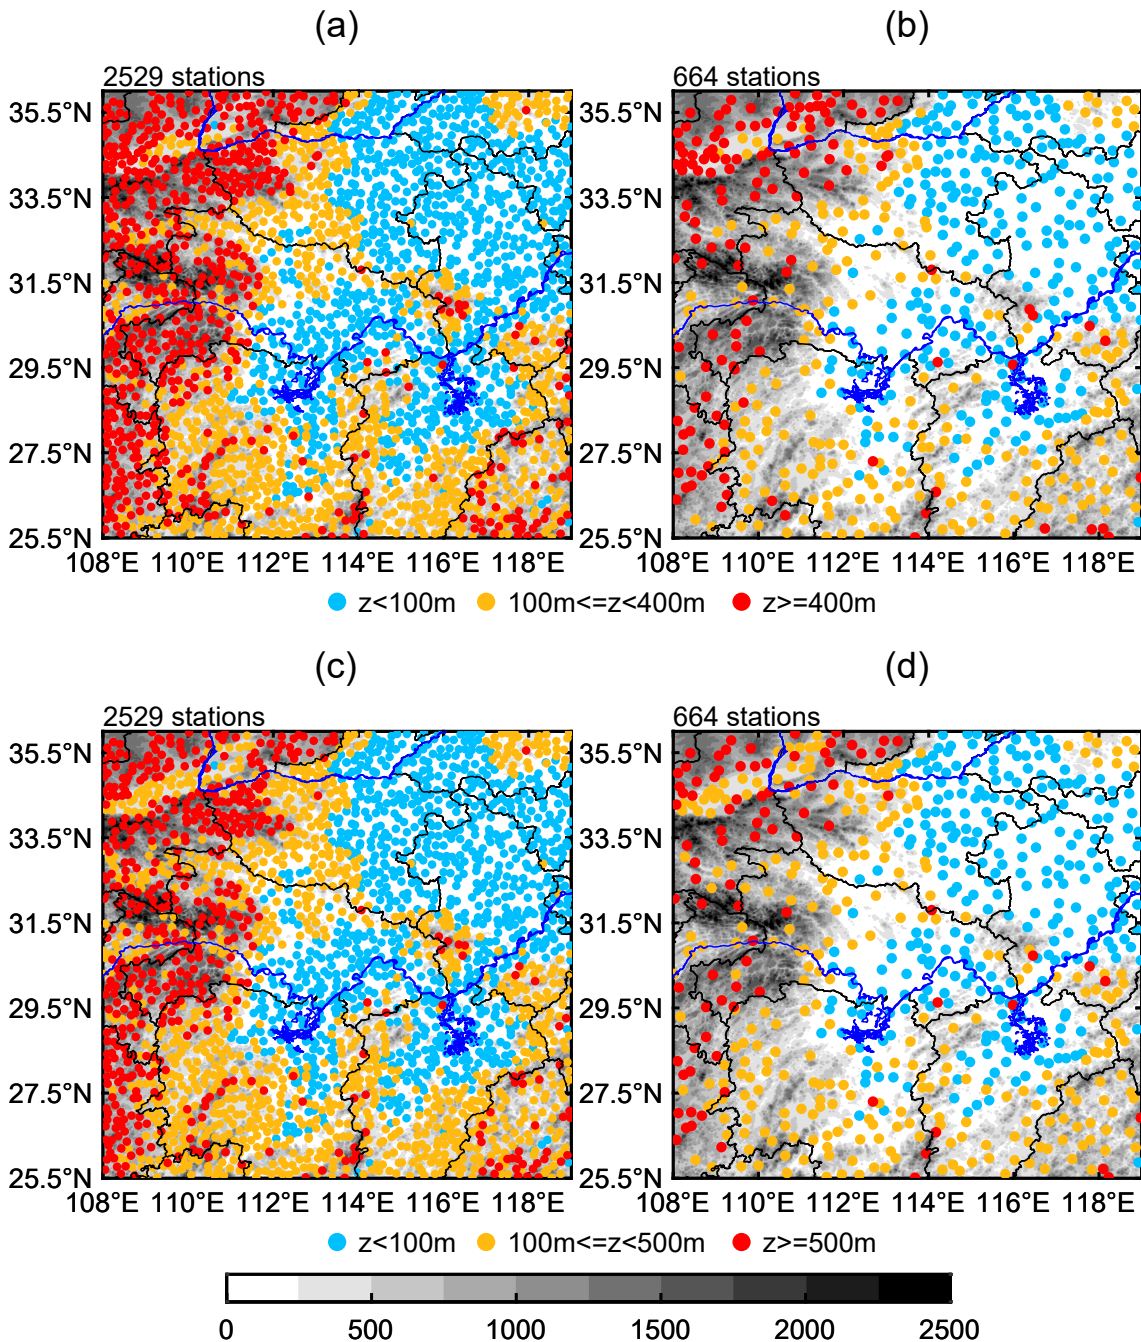 (a) (b)
2529 stations 664 stations
35.5°N 35.5°N
33.5°N 33.5°N
31.5°N 31.5°N
29.5°N 29.5°N
27.5°N 27.5°N
25.5°N 25.5°N
108°E 110°E 112°E 114°E 116°E 118°E 108°E 110°E 112°E 114°E 116°E 118°E
z<100m 100m<=z<400m z>=400m
(c) (d)
2529 stations 664 stations
35.5°N 35.5°N
33.5°N 33.5°N
31.5°N 31.5°N
29.5°N 29.5°N
27.5°N 27.5°N
25.5°N 25.5°N
108°E 110°E 112°E 114°E 116°E 118°E 108°E 110°E 112°E 114°E 116°E 118°E
z<100m 100m<=z<500m z>=500m
0 500 1000 1500 2000 2500